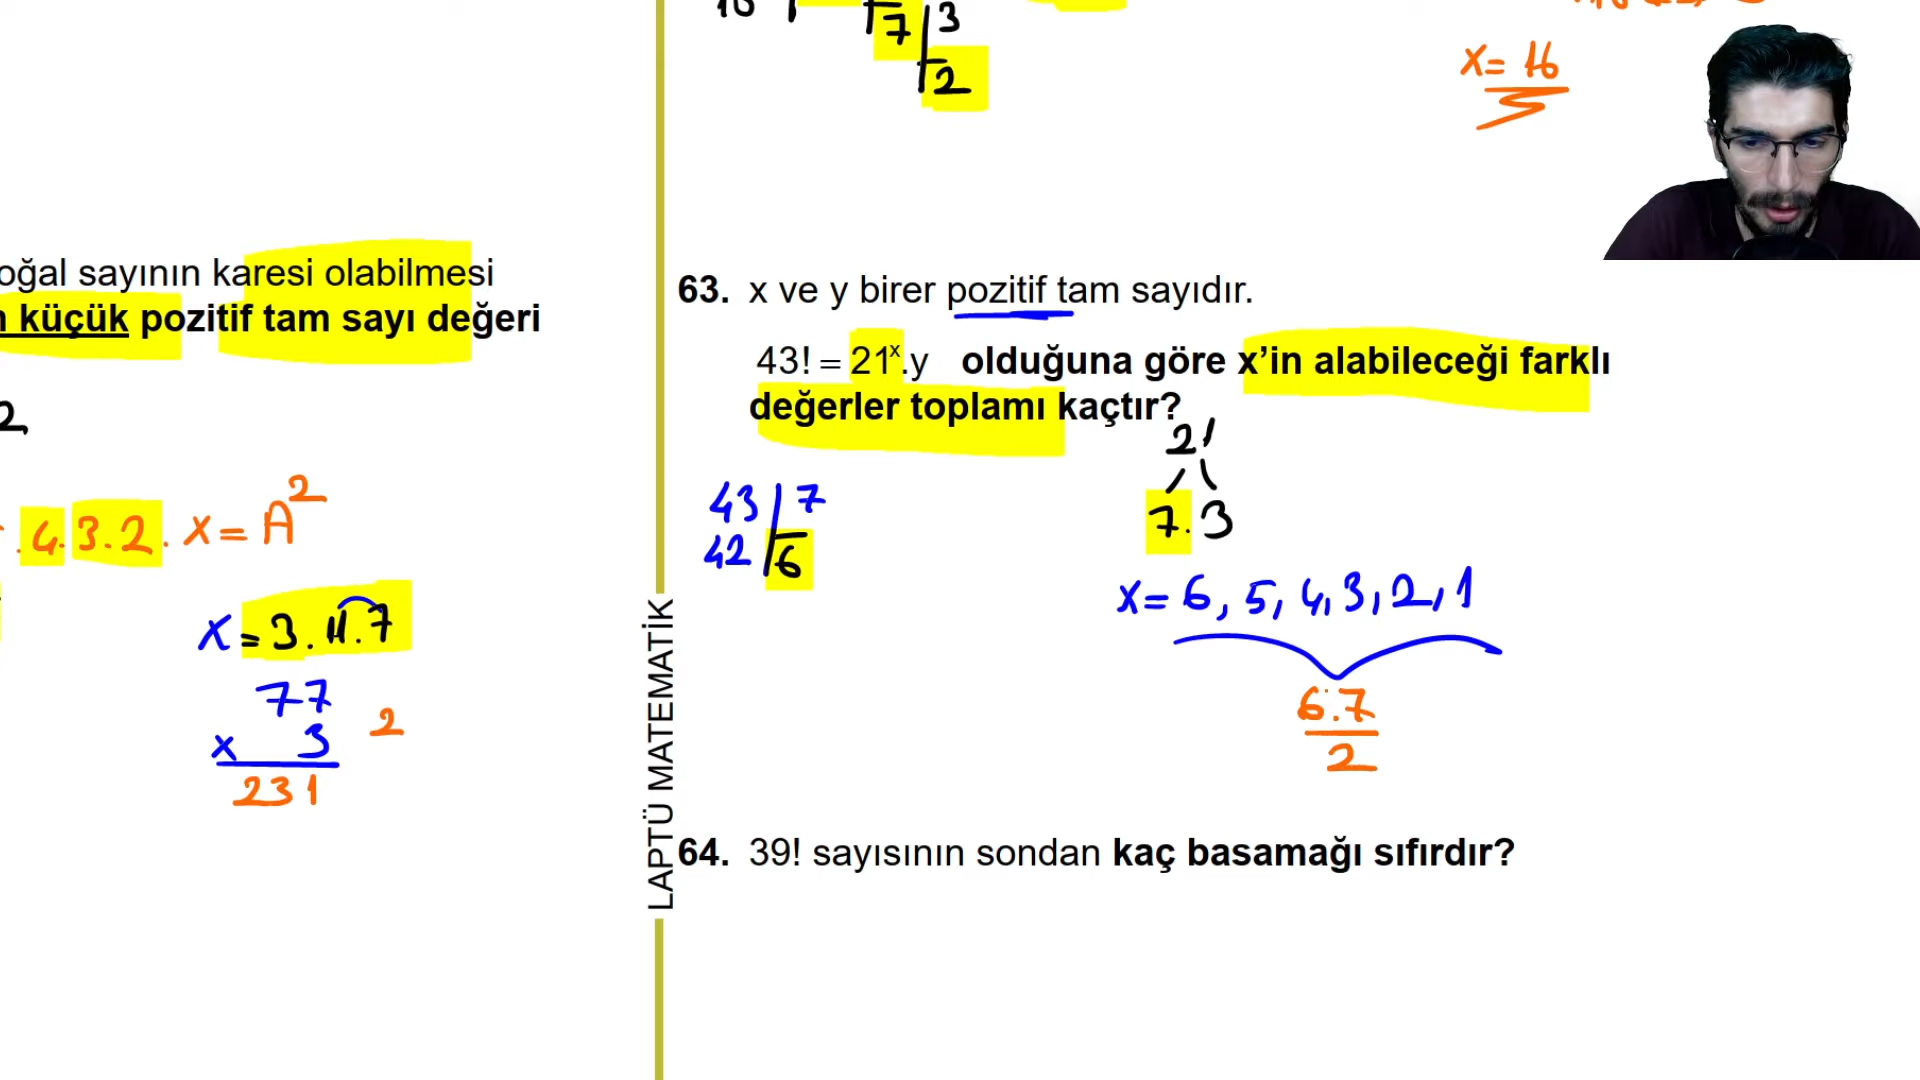 oğal sayının karesi olabilmesi
küçük pozitif tam sayı değeri
2
.4.3.2. x = A²
x = 3.11.7
77
x 3 2
231
LAPTÜ MATEMATİK
7 3
2
x = 16
63. x ve y birer pozitif tam sayıdır.
43! = 21ˣ.y olduğuna göre x’in alabileceği farklı
değerler toplamı kaçtır?
21
7.3
43 7
42 6
x = 6, 5, 4, 3, 2, 1
6.7
2
64. 39! sayısının sondan kaç basamağı sıfırdır?